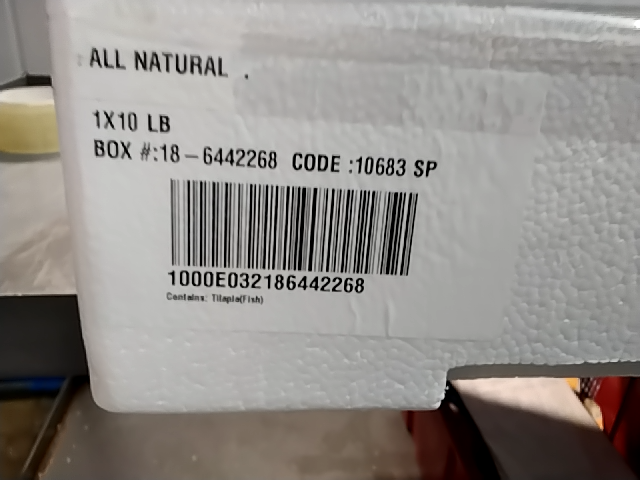 ALL NATURAL .
1X10 LB
BOX #:18-6442268 CODE :10683 SP
1000E032186442268
Contains: Tilapia(Fish)